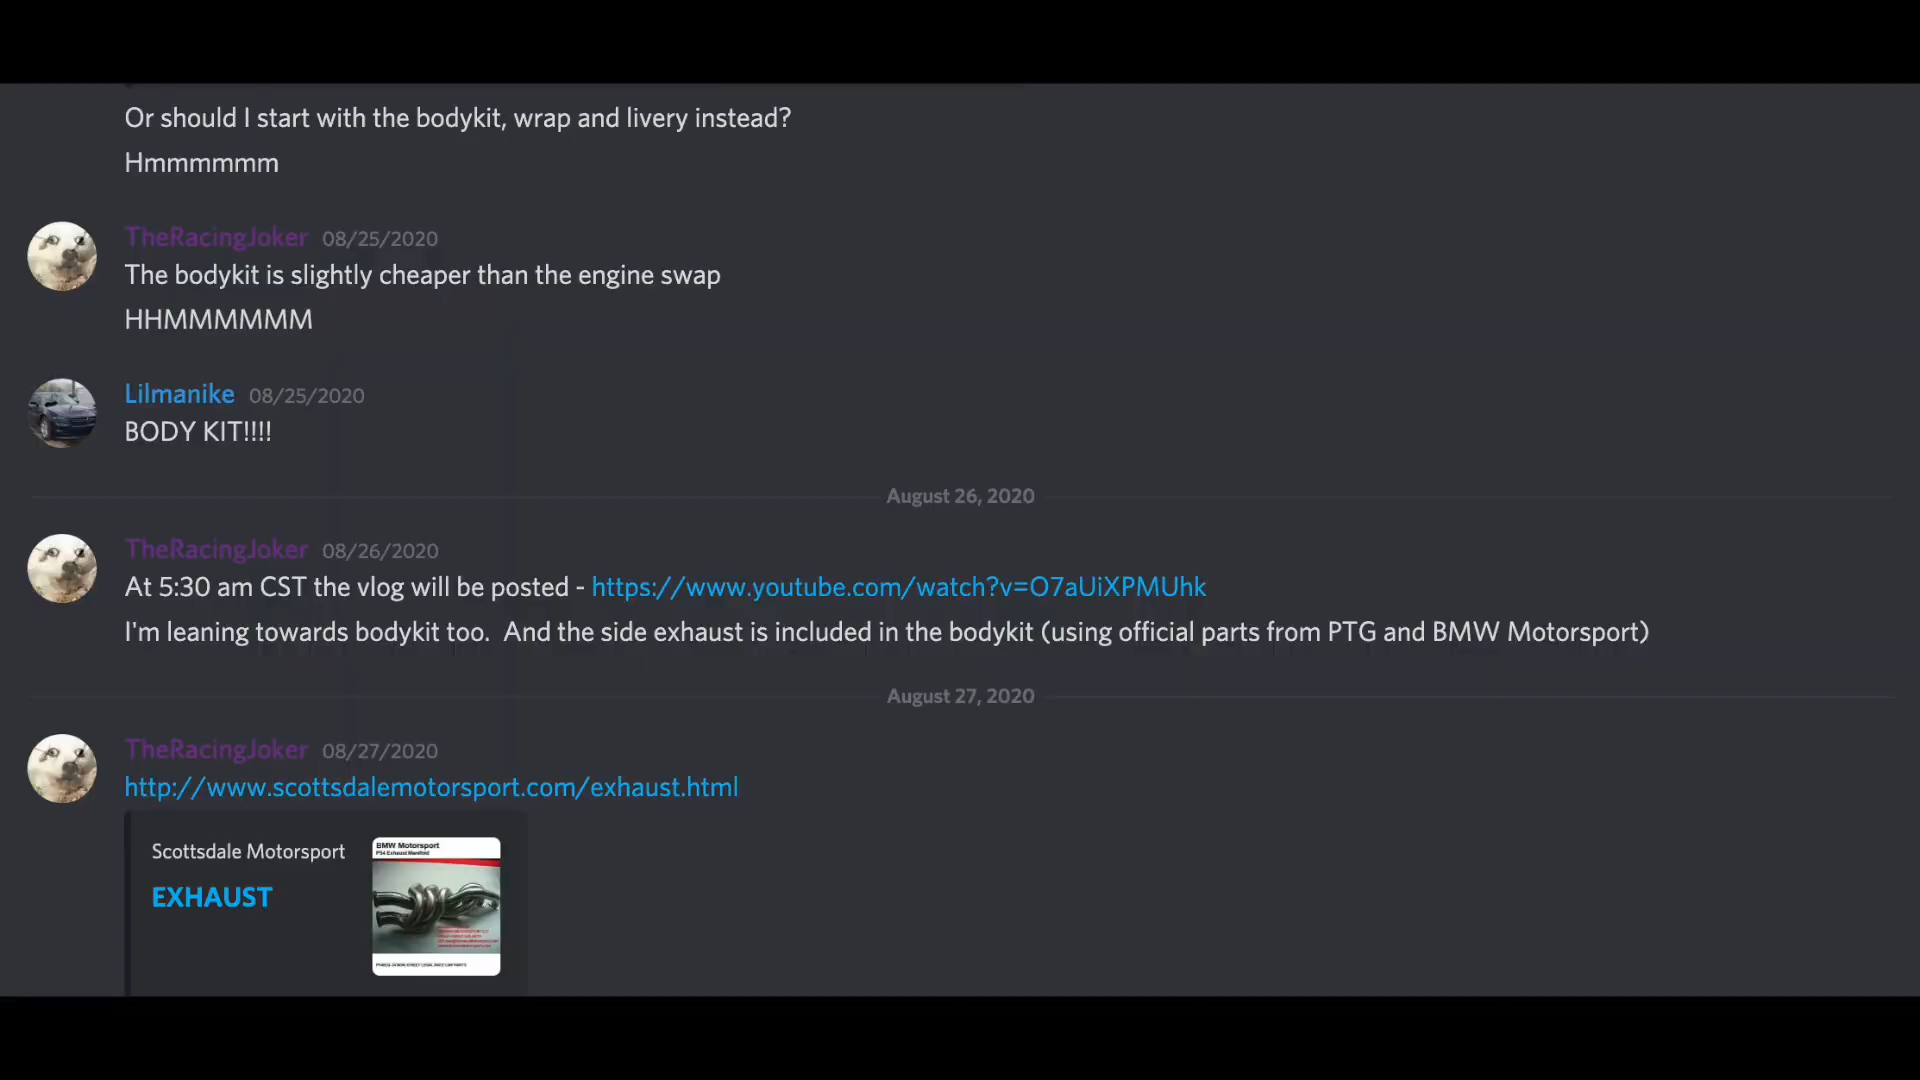 Or should I start with the bodykit, wrap and livery instead?
Hmmmmmm
TheRacingJoker 08/25/2020
The bodykit is slightly cheaper than the engine swap
HHMMMMMM
Lilmanike 08/25/2020
BODY KIT!!!!
August 26, 2020
TheRacingJoker 08/26/2020
At 5:30 am CST the vlog will be posted - https://www.youtube.com/watch?v=O7aUiXPMUhk
I'm leaning towards bodykit too.  And the side exhaust is included in the bodykit (using official parts from PTG and BMW Motorsport)
August 27, 2020
TheRacingJoker 08/27/2020
http://www.scottsdalemotorsport.com/exhaust.html
Scottsdale Motorsport
EXHAUST
BMW Motorsport
P54 Exhaust Manifold